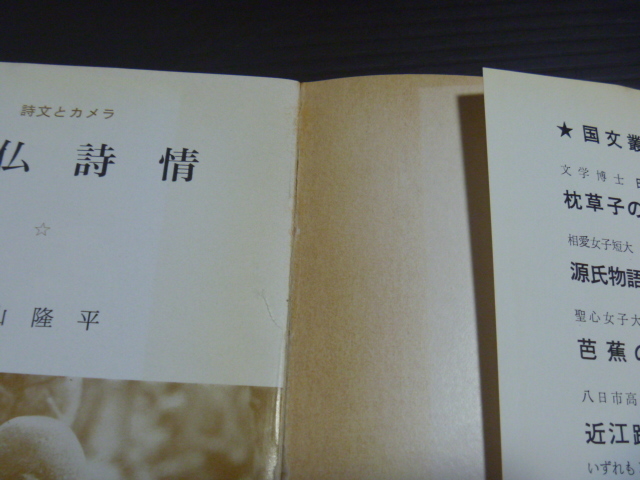 詩文とカメラ
仏詩情
☆
山隆平
★国文叢
文学博士
枕草子の
相愛女子短大
源氏物語
聖心女子大
芭蕉の
八日市高
近江路
いずれも